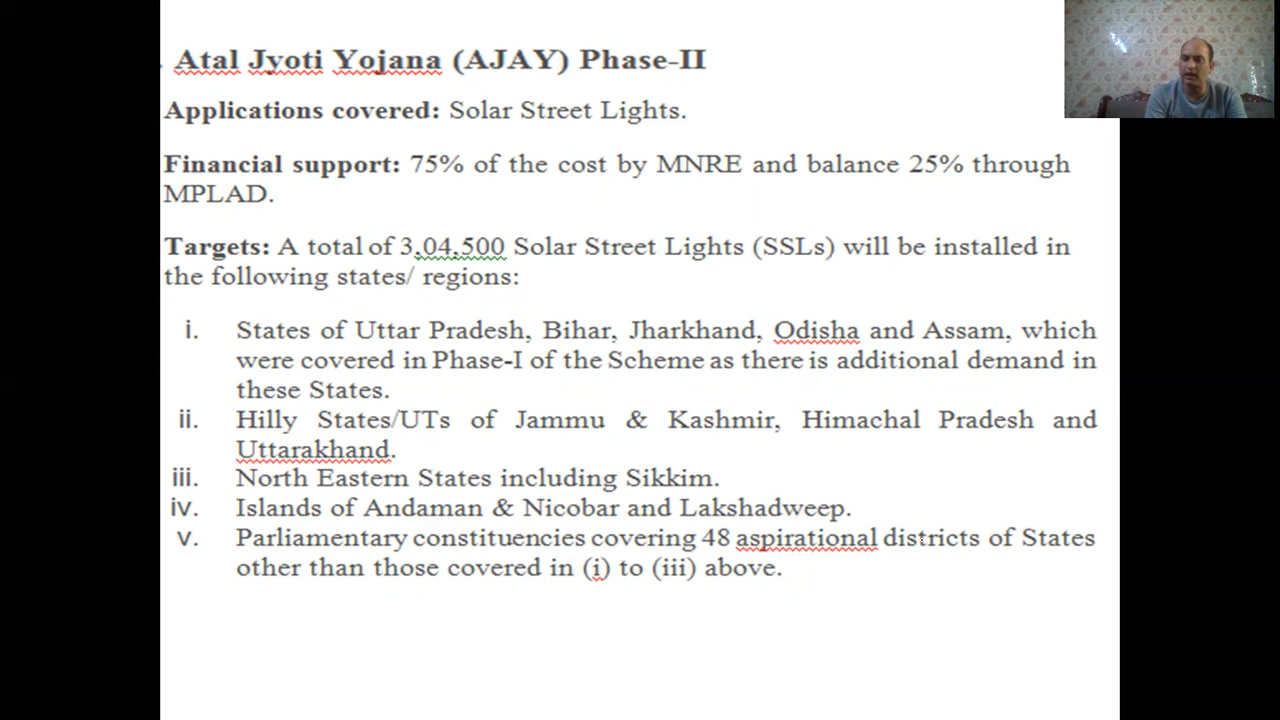 Atal Jyoti Yojana (AJAY) Phase-II
Applications covered: Solar Street Lights.
Financial support: 75% of the cost by MNRE and balance 25% through
MPLAD.
Targets: A total of 3,04,500 Solar Street Lights (SSLs) will be installed in
the following states/ regions:
i. States of Uttar Pradesh, Bihar, Jharkhand, Odisha and Assam, which
were covered in Phase-I of the Scheme as there is additional demand in
these States.
ii. Hilly States/UTs of Jammu & Kashmir, Himachal Pradesh and
Uttarakhand.
iii. North Eastern States including Sikkim.
iv. Islands of Andaman & Nicobar and Lakshadweep.
v. Parliamentary constituencies covering 48 aspirational districts of States
other than those covered in (i) to (iii) above.